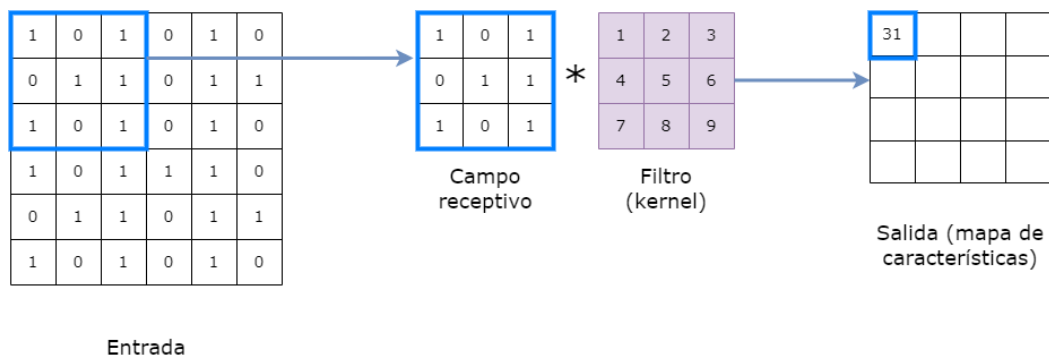 1 0 1 0 1 0
0 1 1 0 1 1
1 0 1 0 1 0
1 0 1 1 1 0
0 1 1 0 1 1
1 0 1 0 1 0
Entrada
1 0 1
0 1 1
1 0 1
Campo
receptivo
*
1 2 3
4 5 6
7 8 9
Filtro
(kernel)
31
Salida (mapa de
características)